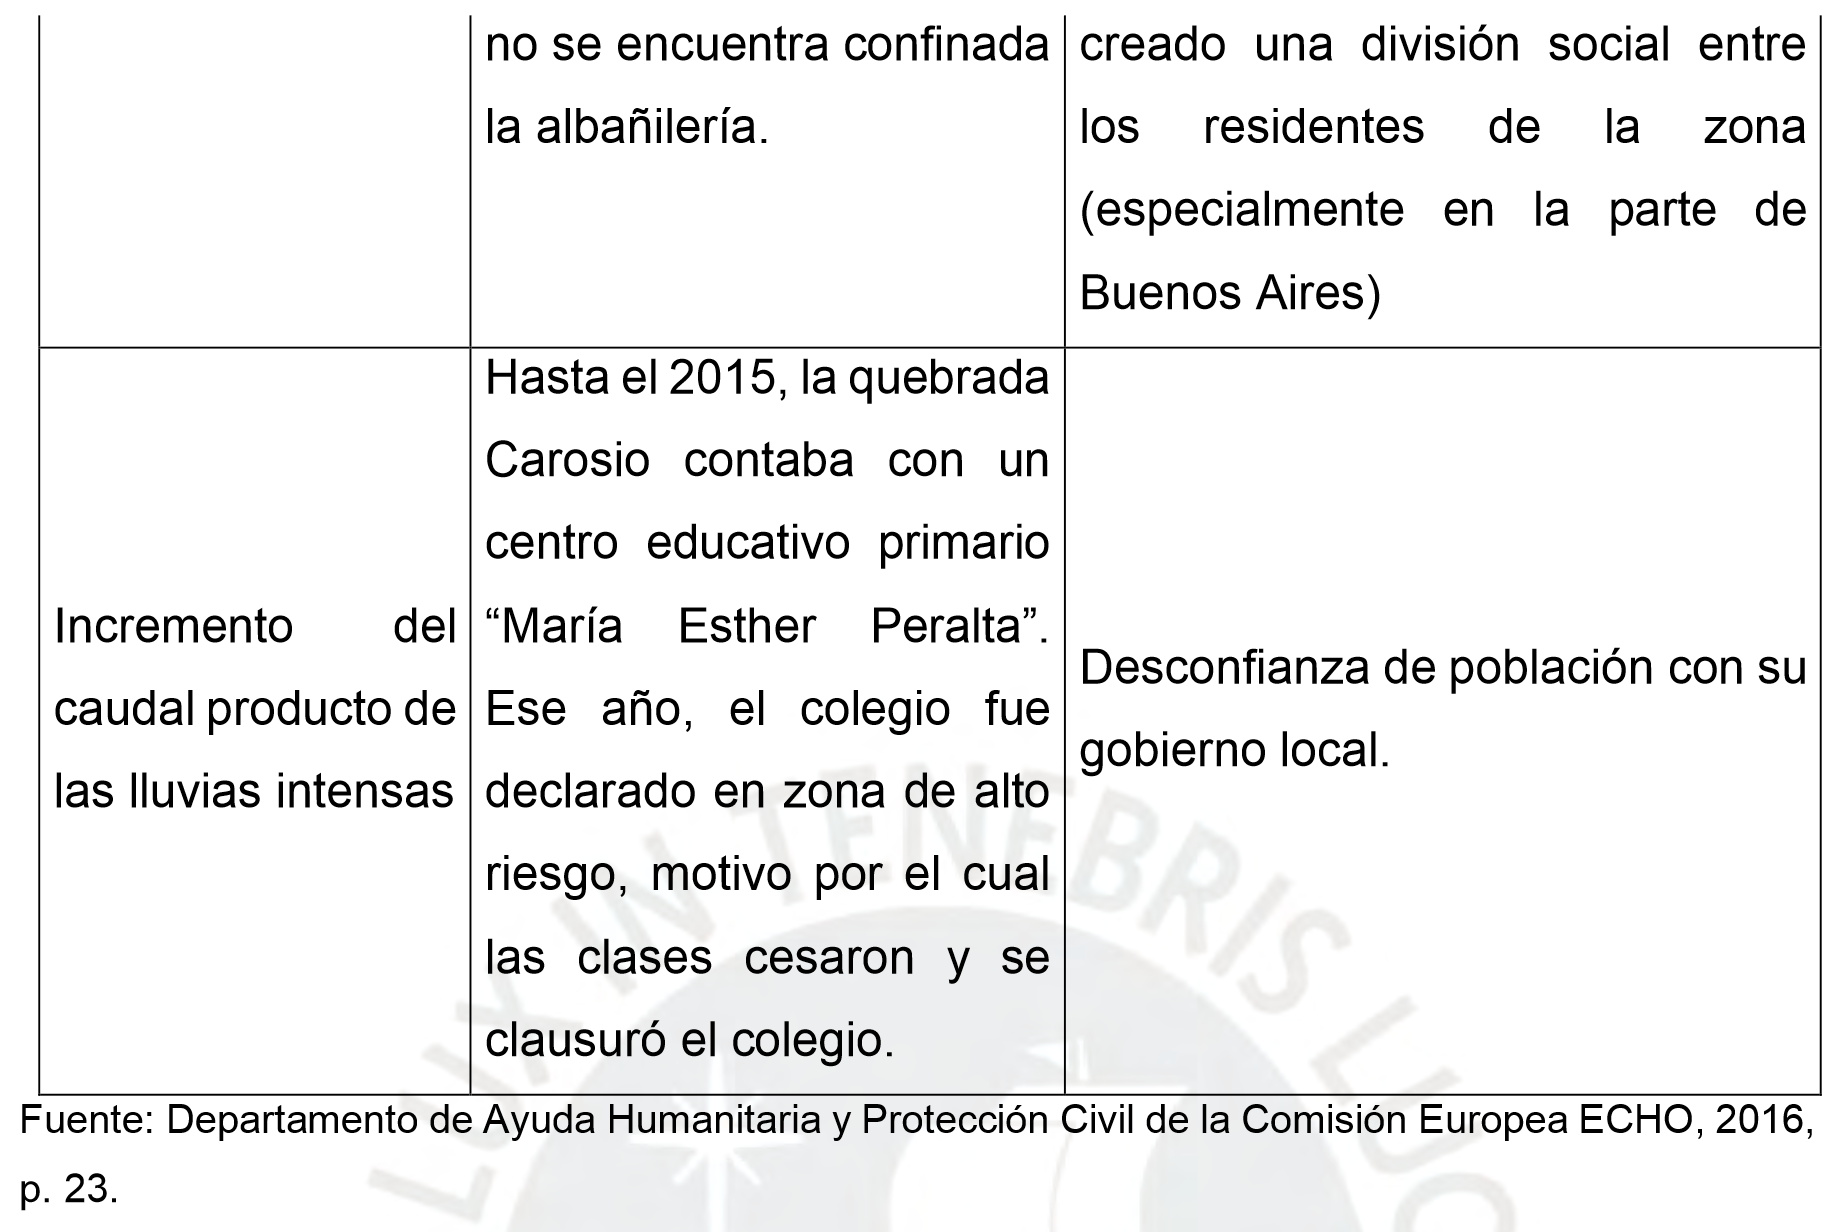 no se encuentra confinada
la albañilería.
creado una división social entre
los residentes de la zona
(especialmente en la parte de
Buenos Aires)
Incremento del
caudal producto de
las lluvias intensas
Hasta el 2015, la quebrada
Carosio contaba con un
centro educativo primario
“María Esther Peralta”.
Ese año, el colegio fue
declarado en zona de alto
riesgo, motivo por el cual
las clases cesaron y se
clausuró el colegio.
Desconfianza de población con su
gobierno local.
Fuente: Departamento de Ayuda Humanitaria y Protección Civil de la Comisión Europea ECHO, 2016,
p. 23.
LUX IN TENEBRIS LUC